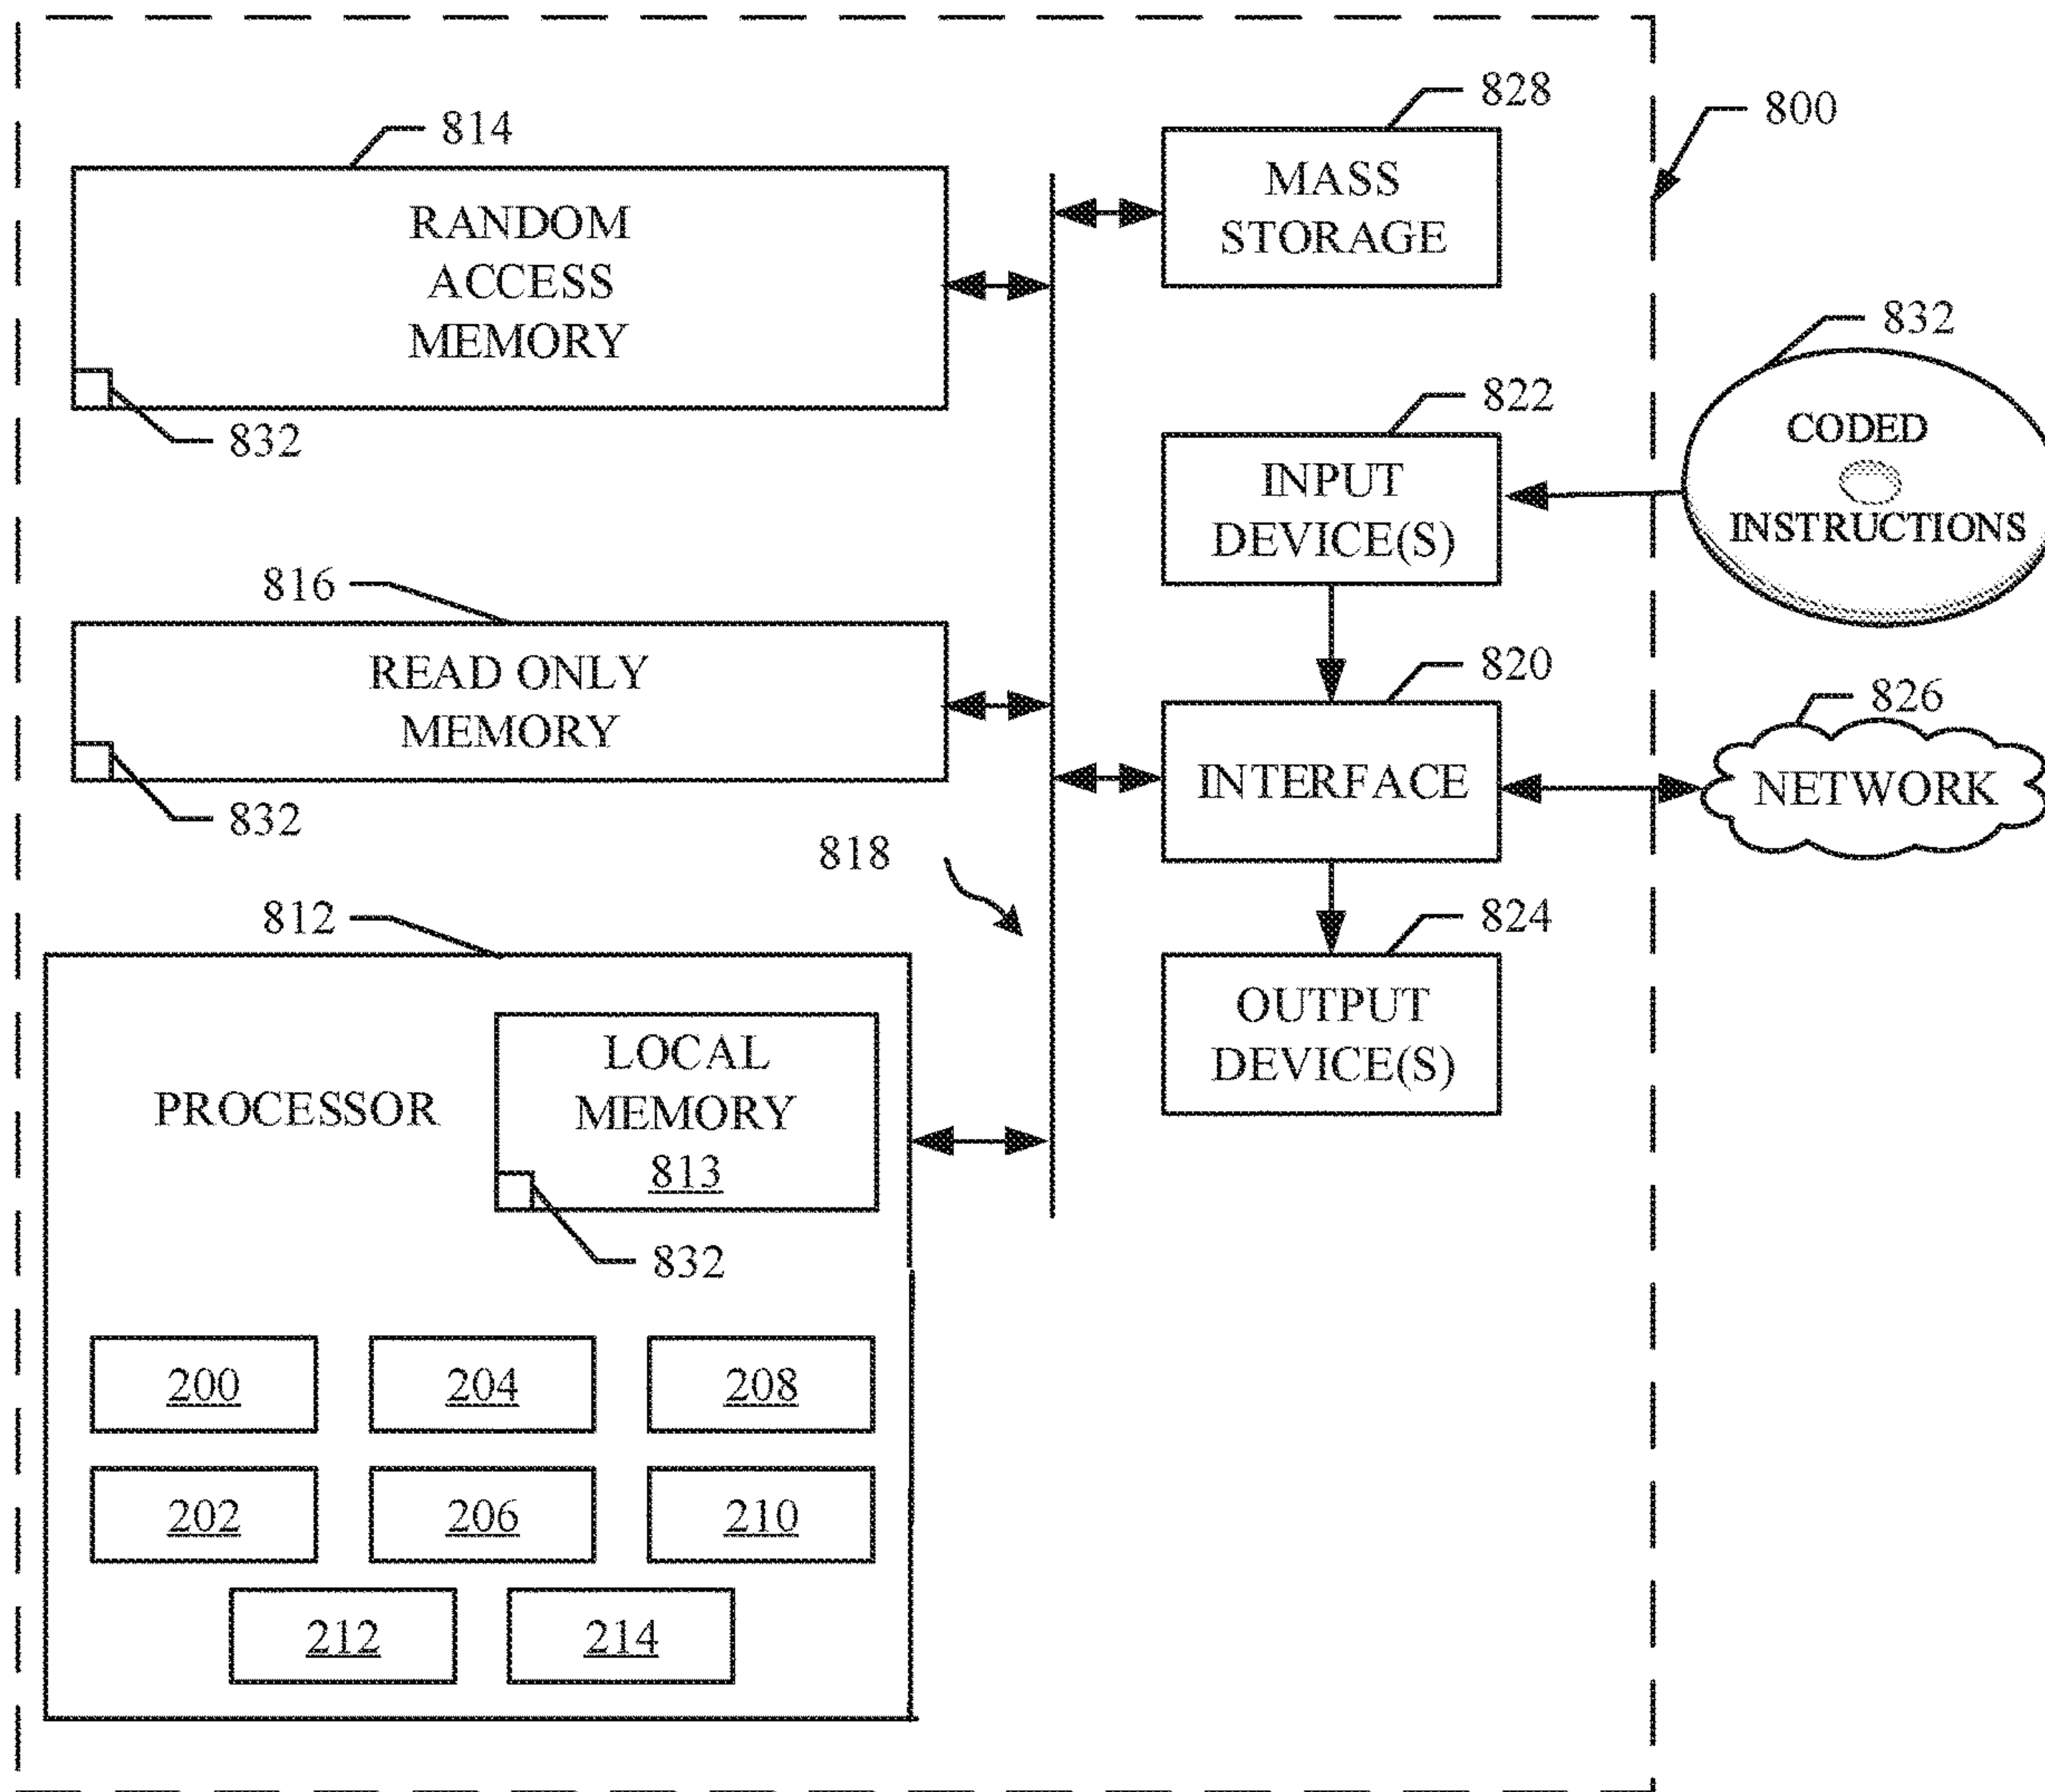 828
800
814
MASS
STORAGE
RANDOM
ACCESS
MEMORY
832
832
822
CODED
INSTRUCTIONS
INPUT
DEVICE(S)
816
READ ONLY
MEMORY
832
820
826
INTERFACE
NETWORK
818
812
824
OUTPUT
DEVICE(S)
PROCESSOR
LOCAL
MEMORY
813
832
200
204
208
202
206
210
212
214